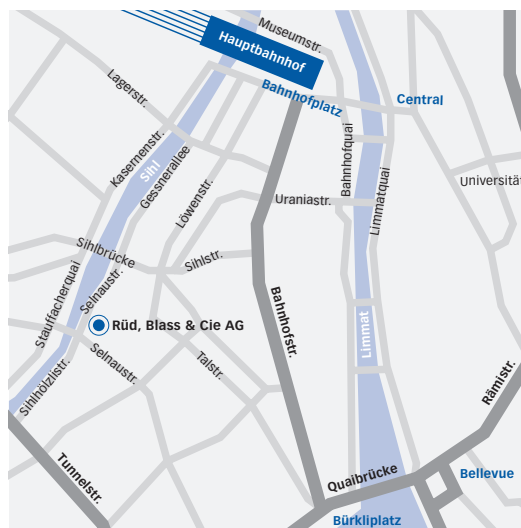 Museumstr.
Hauptbahnhof
Lagerstr.
Bahnhofplatz
Central
Kasernenstr.
Sihl
Gessnerallee
Löwenstr.
Bahnhofquai
Limmatquai
Universität
Uraniastr.
Sihlbrücke
Sihlstr.
Stauffacherquai
Selnaustr.
Bahnhofstr.
Rüd, Blass & Cie AG
Limmat
Selnaustr.
Talstr.
Sihlhölzlistr.
Rämistr.
Tunnelstr.
Quaibrücke
Bellevue
Bürkliplatz